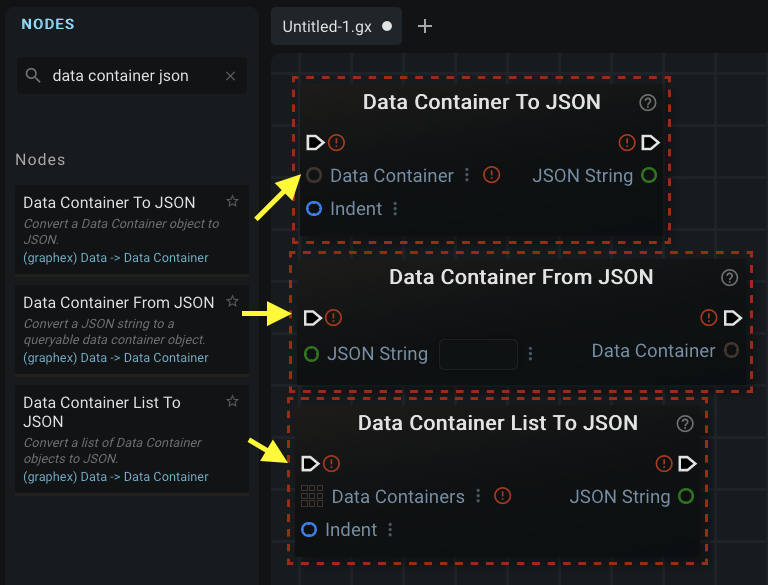 NODES
data container json
Nodes
Data Container To JSON
Convert a Data Container object to
JSON.
(graphex) Data -> Data Container
Data Container From JSON
Convert a JSON string to a
queryable data container object.
(graphex) Data -> Data Container
Data Container List To
JSON
Convert a list of Data Container
objects to JSON.
(graphex) Data -> Data Container
Untitled-1.gx
Data Container To JSON
Data Container JSON String
Indent
Data Container From JSON
JSON String Data Container
Data Container List To JSON
Data Containers JSON String
Indent